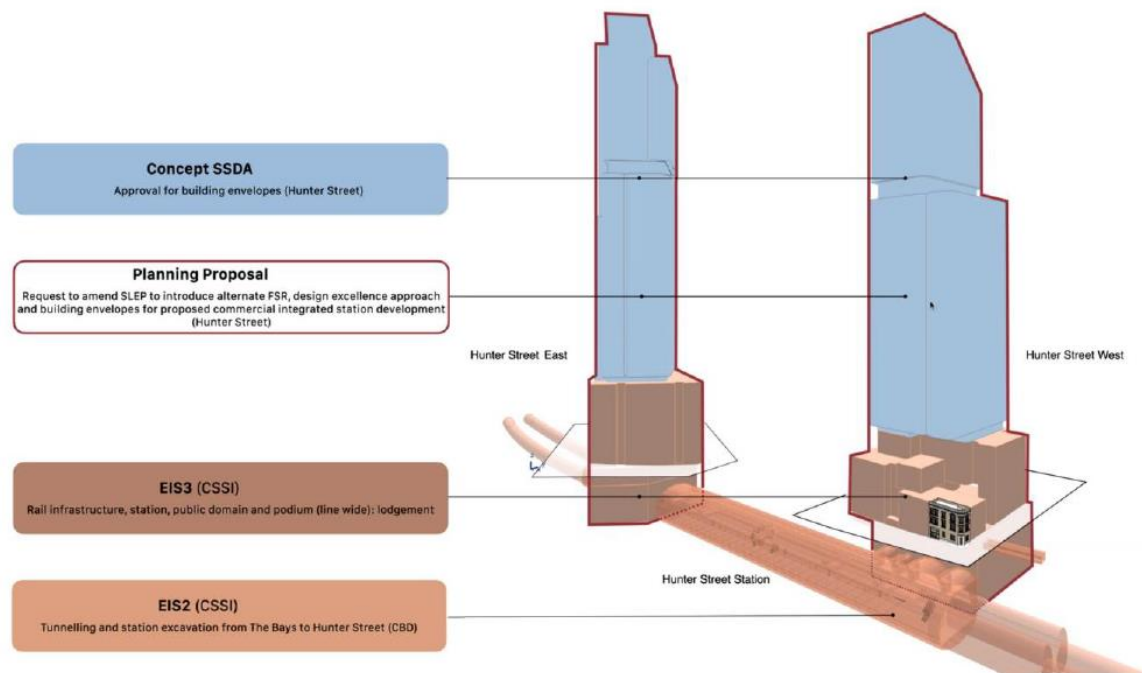 Concept SSDA
Approval for building envelopes (Hunter Street)
Planning Proposal
Request to amend SLEP to introduce alternate FSR, design excellence approach
and building envelopes for proposed commercial integrated station development
(Hunter Street)
Hunter Street East
Hunter Street West
EIS3 (CSSI)
Rail infrastructure, station, public domain and podium (line wide): lodgement
Hunter Street Station
EIS2 (CSSI)
Tunnelling and station excavation from The Bays to Hunter Street (CBD)